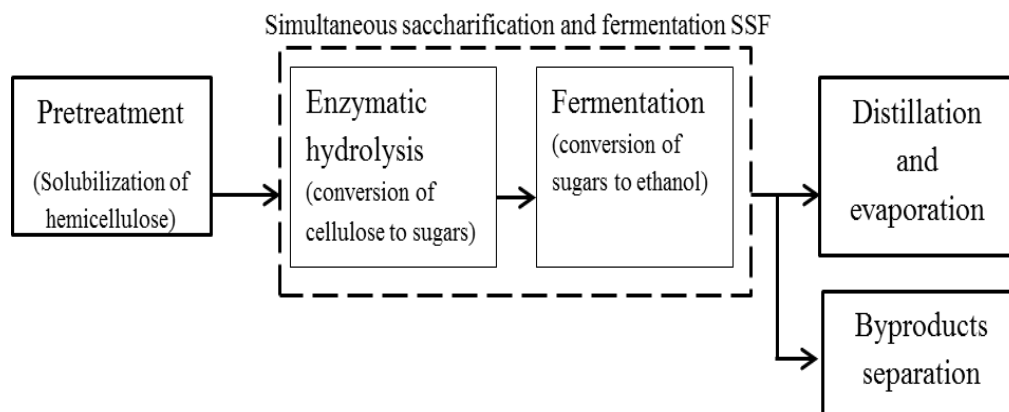 Simultaneous saccharification and fermentation SSF
Pretreatment
(Solubilization of
hemicellulose)
Enzymatic
hydrolysis
(conversion of
cellulose to sugars)
Fermentation
(conversion of
sugars to ethanol)
Distillation
and
evaporation
Byproducts
separation